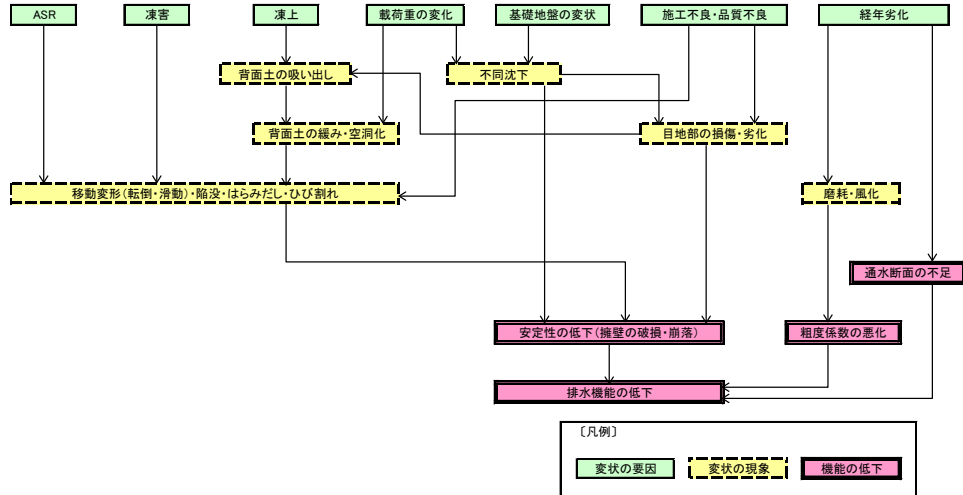 ASR
凍害
凍上
載荷重の変化
基礎地盤の変状
施工不良・品質不良
経年劣化
背面土の吸い出し
不同沈下
背面土の緩み・空洞化
目地部の損傷・劣化
移動変形(転倒・滑動)・陥没・はらみだし・ひび割れ
磨耗・風化
通水断面の不足
安定性の低下(擁壁の破損・崩落)
粗度係数の悪化
排水機能の低下
〔凡例〕
変状の要因
変状の現象
機能の低下